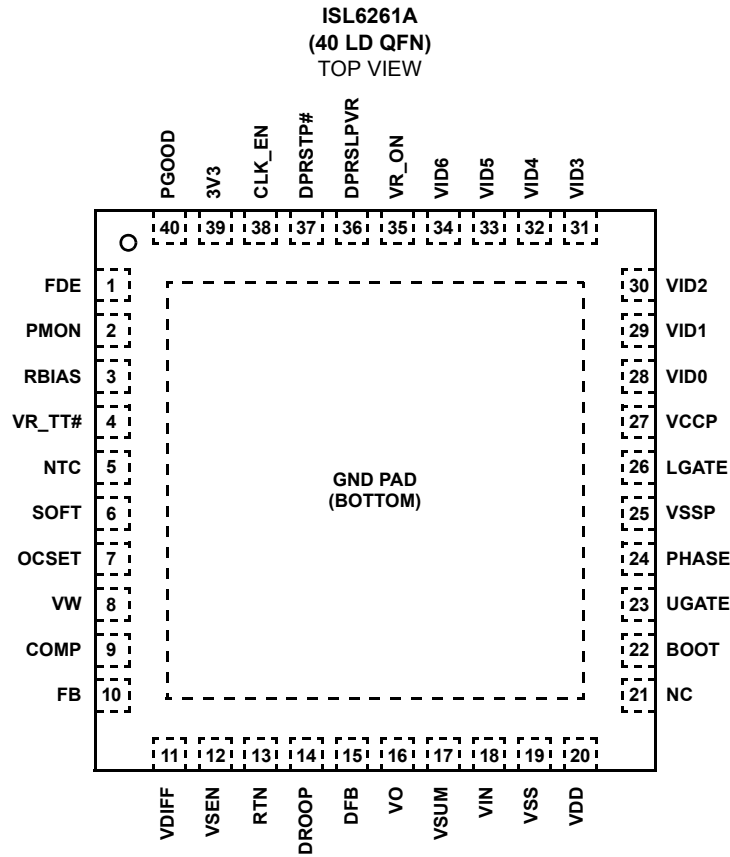 ISL6261A
(40 LD QFN)
TOP VIEW
PGOOD
3V3
CLK_EN
DPRSTP#
DPRSLPVR
VR_ON
VID6
VID5
VID4
VID3
40 39 38 37 36 35 34 33 32 31
FDE 1
PMON 2
RBIAS 3
VR_TT# 4
NTC 5
SOFT 6
OCSET 7
VW 8
COMP 9
FB 10
GND PAD
(BOTTOM)
30 VID2
29 VID1
28 VID0
27 VCCP
26 LGATE
25 VSSP
24 PHASE
23 UGATE
22 BOOT
21 NC
11 12 13 14 15 16 17 18 19 20
VDIFF
VSEN
RTN
DROOP
DFB
VO
VSUM
VIN
VSS
VDD